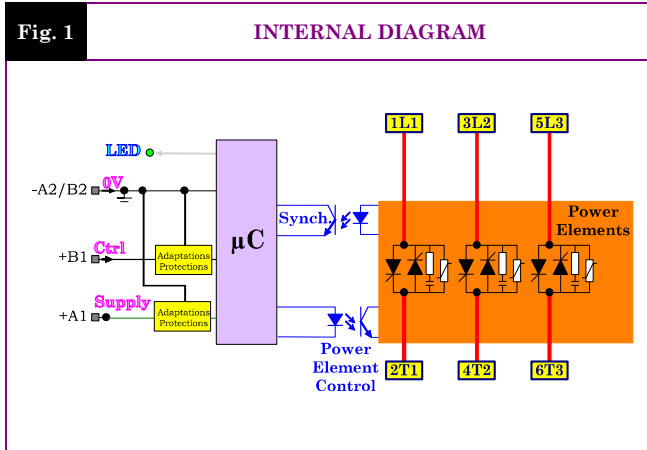 Fig. 1
INTERNAL DIAGRAM
1L1
3L2
5L3
LED
-A2/B2
0V
Synch.
Power
Elements
µC
+B1
Ctrl
Adaptations
Protections
+A1
Supply
Adaptations
Protections
Power
Element
Control
2T1
4T2
6T3